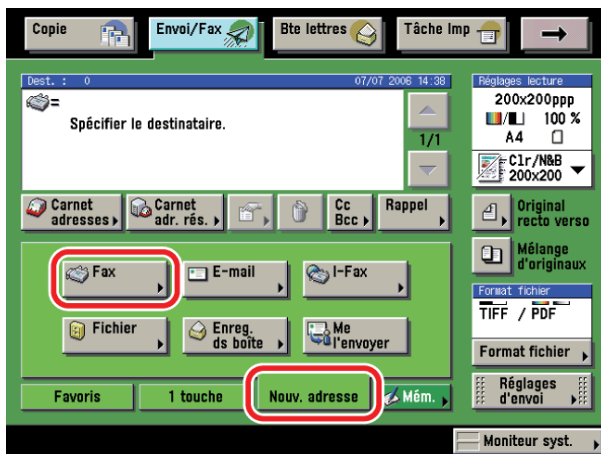 Copie
Envoi/Fax
Bte lettres
Tâche Imp
Dest. : 0
07/07 2006 14:38
=
Spécifier le destinataire.
1/1
Carnet
adresses
Carnet
adr. rés.
Cc
Bcc
Rappel
Fax
E-mail
I-Fax
Fichier
Enreg.
ds boîte
Me
l'envoyer
Favoris
1 touche
Nouv. adresse
Mém.
Réglages lecture
200x200ppp
/ 100 %
A4
Clr/N&B
200x200
Original
recto verso
Mélange
d'originaux
Format fichier
TIFF / PDF
Format fichier
Réglages
d'envoi
Moniteur syst.